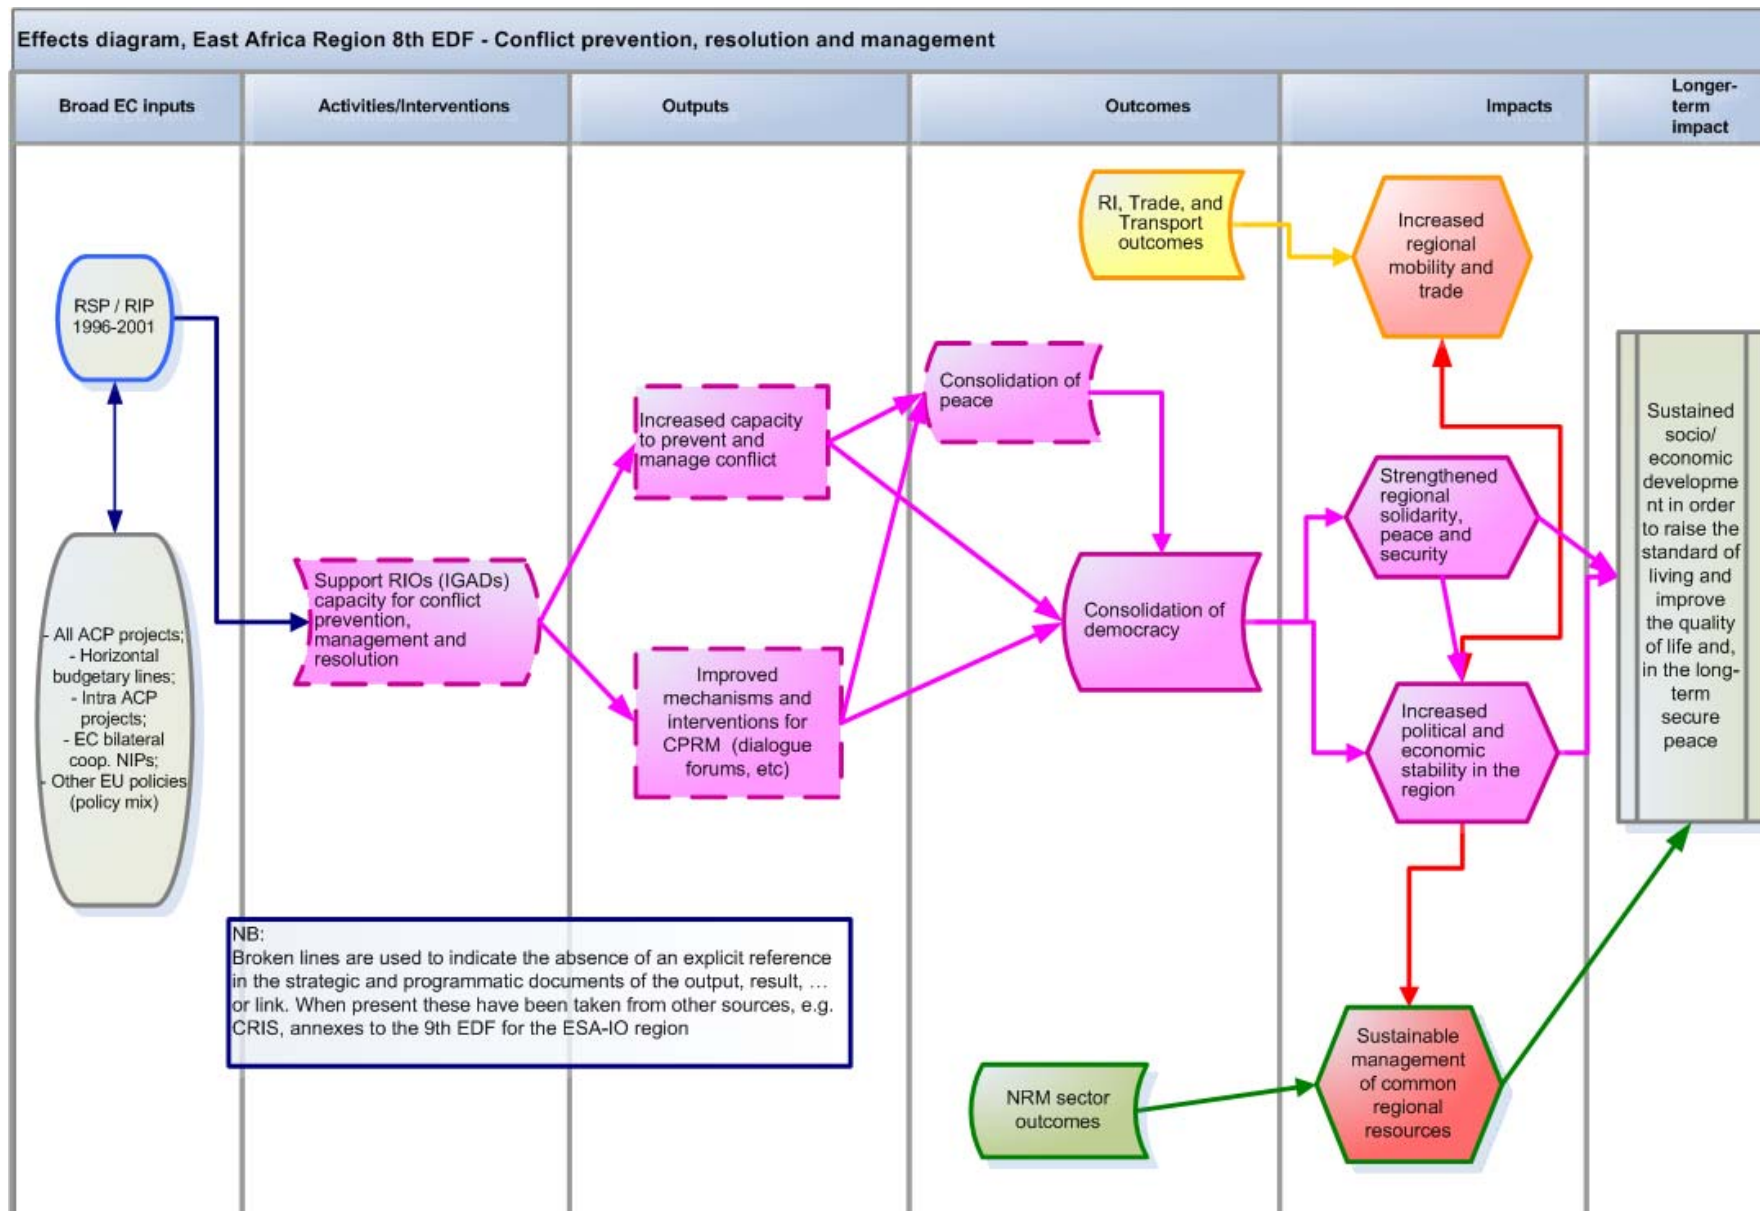 Effects diagram, East Africa Region 8th EDF - Conflict prevention, resolution and management
Broad EC inputs
Activities/Interventions
Outputs
Outcomes
Impacts
Longer-
term
impact
RSP / RIP
1996-2001
- All ACP projects;
- Horizontal
budgetary lines;
- Intra ACP
projects;
- EC bilateral
coop. NIPs;
- Other EU policies
(policy mix)
Support RIOs (IGADs)
capacity for conflict
prevention,
management and
resolution
Increased capacity
to prevent and
manage conflict
Improved
mechanisms and
interventions for
CPRM (dialogue
forums, etc)
Consolidation of
peace
Consolidation of
democracy
RI, Trade, and
Transport
outcomes
NRM sector
outcomes
Increased
regional
mobility and
trade
Strengthened
regional
solidarity,
peace and
security
Increased
political and
economic
stability in the
region
Sustainable
management
of common
regional
resources
Sustained
socio/
economic
developme
nt in order
to raise the
standard of
living and
improve
the quality
of life and,
in the long-
term
secure
peace
NB:
Broken lines are used to indicate the absence of an explicit reference
in the strategic and programmatic documents of the output, result, …
or link. When present these have been taken from other sources, e.g.
CRIS, annexes to the 9th EDF for the ESA-IO region